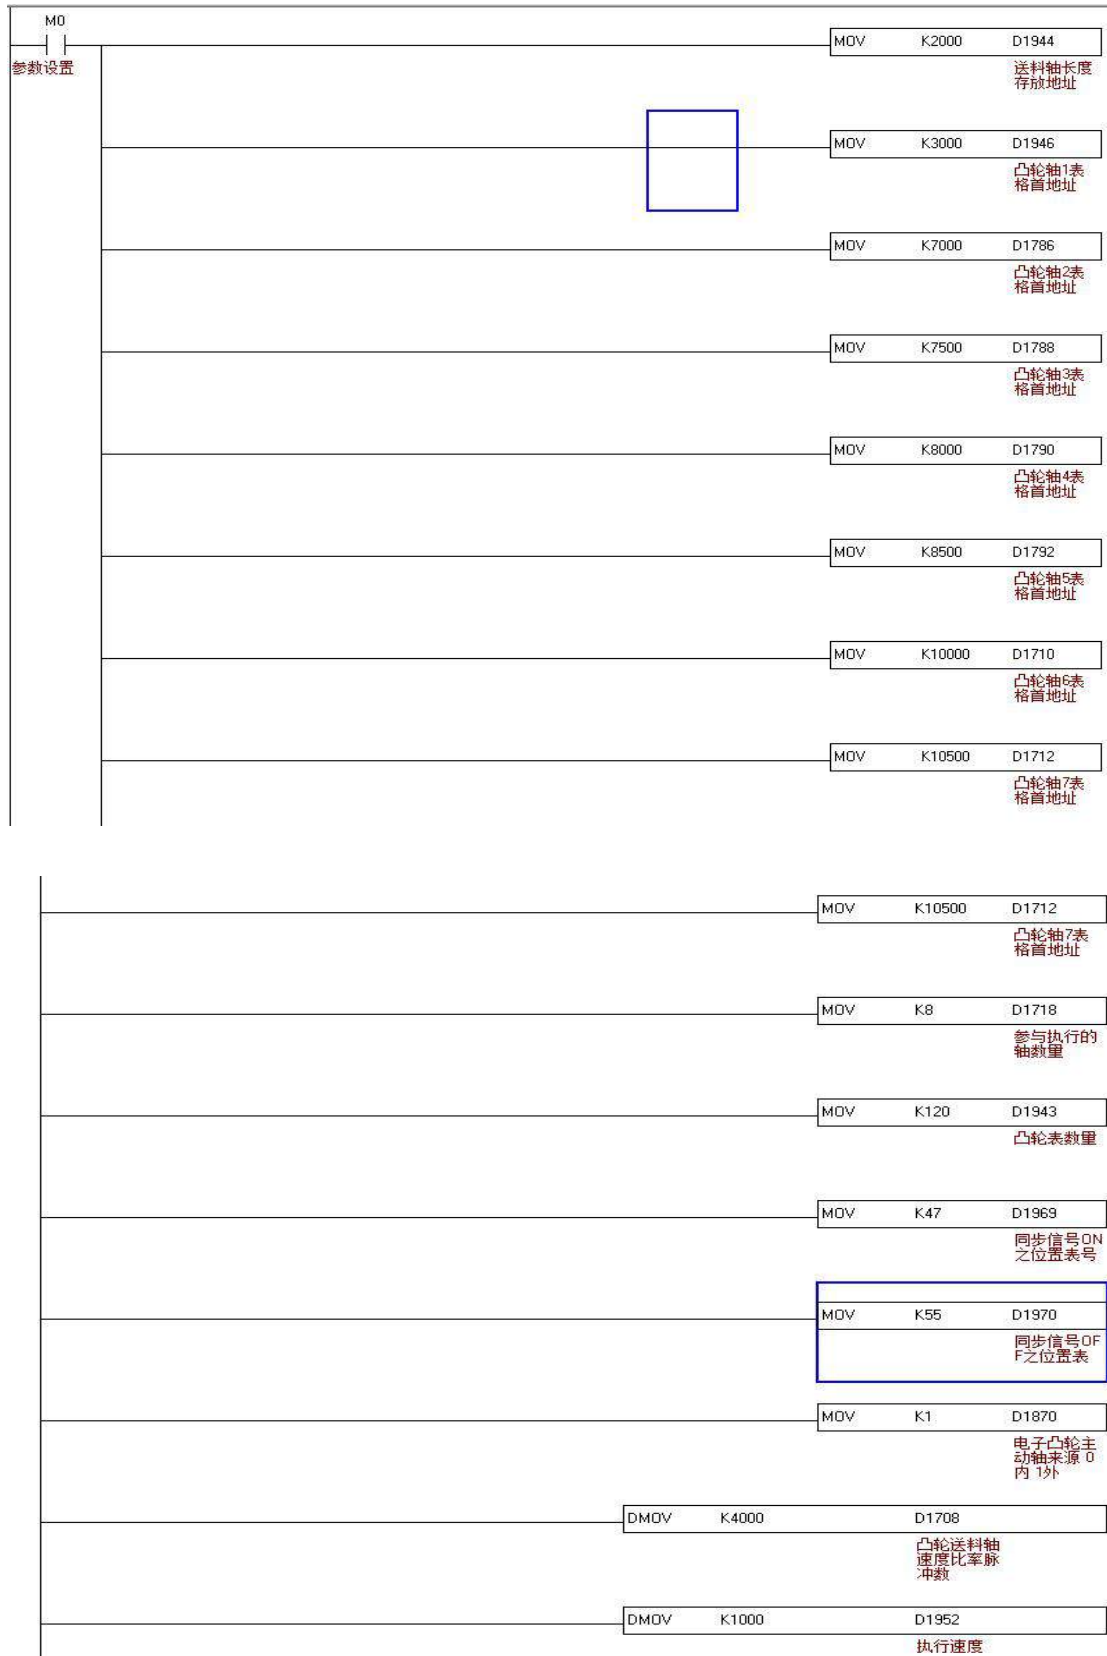 M0
MOV K2000 D1944
参数设置
送料轴长度
存放地址
MOV K3000 D1946
凸轮轴1表
格首地址
MOV K7000 D1786
凸轮轴2表
格首地址
MOV K7500 D1788
凸轮轴3表
格首地址
MOV K8000 D1790
凸轮轴4表
格首地址
MOV K8500 D1792
凸轮轴5表
格首地址
MOV K10000 D1710
凸轮轴6表
格首地址
MOV K10500 D1712
凸轮轴7表
格首地址
MOV K10500 D1712
凸轮轴7表
格首地址
MOV K8 D1718
参与执行的
轴数量
MOV K120 D1943
凸轮表数量
MOV K47 D1969
同步信号ON
之位置表号
MOV K55 D1970
同步信号OF
F之位置表
MOV K1 D1870
电子凸轮主
动轴来源 0
内 1外
DMOV K4000 D1708
凸轮送料轴
速度比率脉
冲数
DMOV K1000 D1952
执行速度